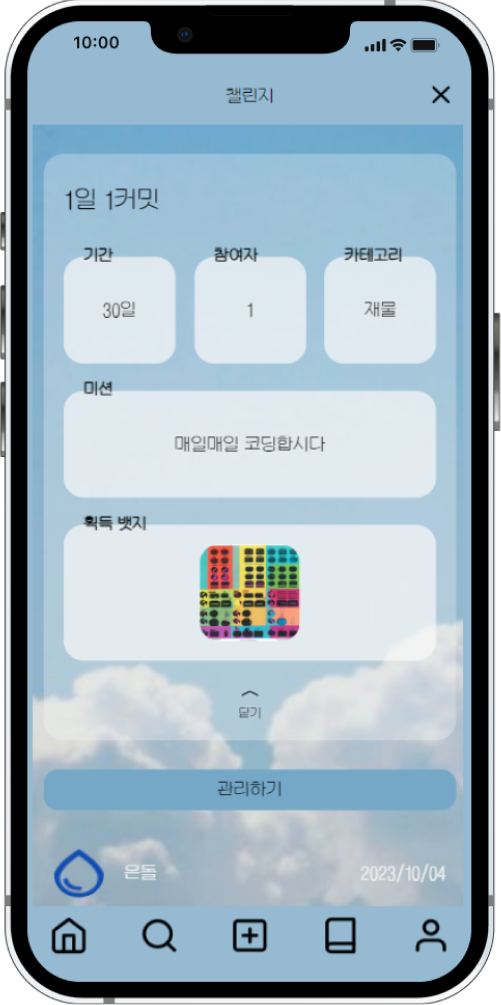 10:00
챌린지
1일 1커밋
기간
참여자
카테고리
30일
1
재물
미션
매일매일 코딩합시다
획득 뱃지
닫기
관리하기
은돌
2023/10/04